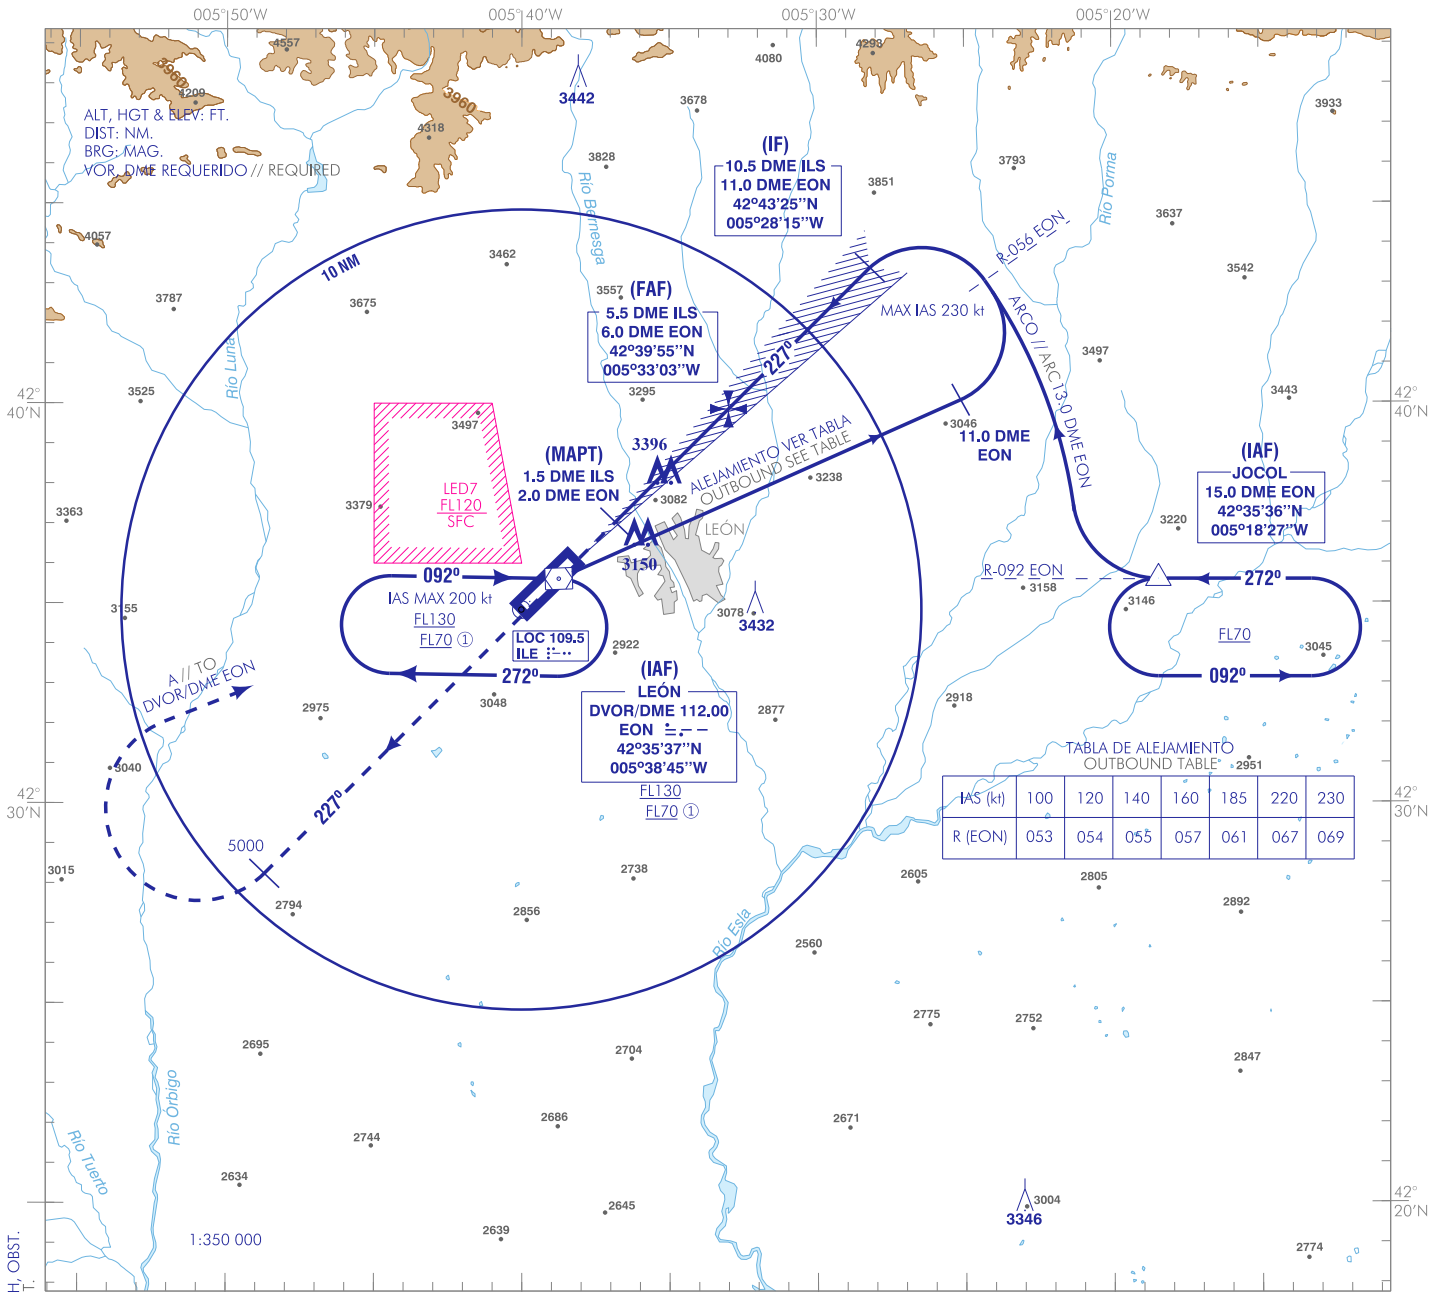 005°50'W
005°40'W
005°30'W
005°20'W
4557
4080
4293
3960
4209
3960
3442
3678
3933
ALT, HGT & ELEV: FT.
DIST: NM.
BRG: MAG.
VOR, DME REQUERIDO // REQUIRED
4318
3828
Río Bernesga
(IF)
10.5 DME ILS
11.0 DME EON
42°43'25''N
005°28'15''W
3851
3793
Río Porma
3637
4057
3462
10 NM
R-056 EON
3542
3787
3675
3557
(FAF)
5.5 DME ILS
6.0 DME EON
42°39'55''N
005°33'03''W
MAX IAS 230 kt
ARCO // ARC 13.0 DME EON
Río Luna
227°
3497
42°
40'N
3525
3295
3443
42°
40'N
3497
3046
11.0 DME
EON
(MAPT)
1.5 DME ILS
2.0 DME EON
3396
ALEJAMIENTO VER TABLA
OUTBOUND SEE TABLE
3238
(IAF)
JOCOL
15.0 DME EON
42°35'36''N
005°18'27''W
LED7
FL120
SFC
3379
3082
3363
LEÓN
3220
3150
092°
R-092 EON
272°
IAS MAX 200 kt
FL130
FL70 ①
3158
3146
3155
3078
3432
FL70
LOC 109.5
ILE
2922
3045
272°
092°
A // TO
DVOR/DME EON
(IAF)
LEÓN
DVOR/DME 112.00
EON
42°35'37''N
005°38'45''W
FL130
FL70 ①
2975
3048
2877
2918
3040
TABLA DE ALEJAMIENTO
OUTBOUND TABLE
2951
IAS (kt) 100 120 140 160 185 220 230
R (EON) 053 054 055 057 061 067 069
42°
30'N
227°
42°
30'N
5000
3015
2738
2605
2805
2794
2856
2892
Río Esla
2560
2775
2752
2695
2704
2847
Río Órbigo
2686
2671
2744
Río Tuerto
2634
2645
3004
3346
42°
20'N
2639
1:350 000
2774
H, OBST.
T.